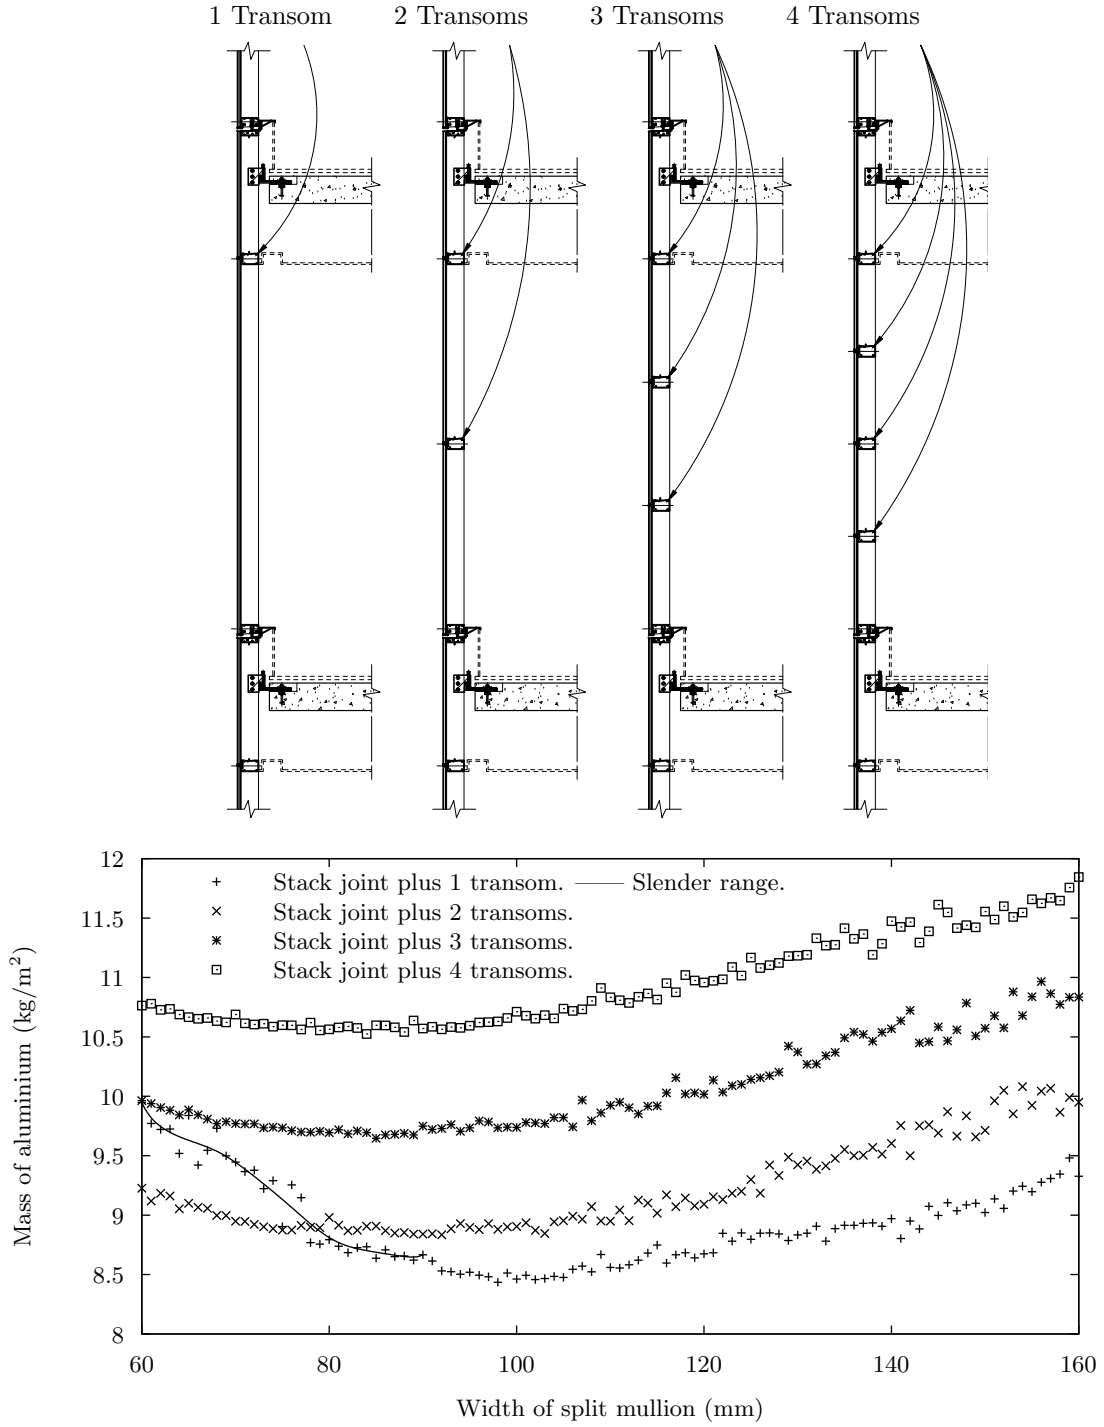 1 Transom 2 Transoms 3 Transoms 4 Transoms
12
11.5
11
10.5
10
9.5
9
8.5
8
Mass of aluminium (kg/m²)
Stack joint plus 1 transom. Slender range.
Stack joint plus 2 transoms.
Stack joint plus 3 transoms.
Stack joint plus 4 transoms.
60 80 100 120 140 160
Width of split mullion (mm)